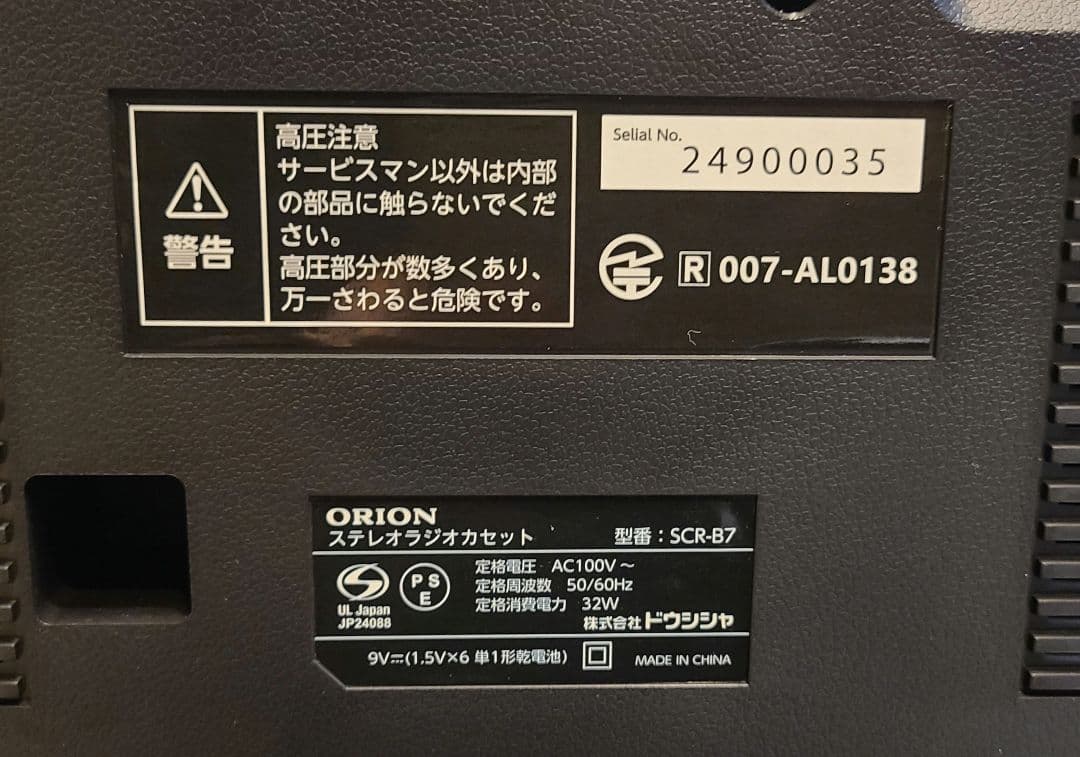 警告
高圧注意
サービスマン以外は内部
の部品に触らないでくだ
さい。
高圧部分が数多くあり、
万一さわると危険です。
Selial No.
24900035
R 007-AL0138
ORION
ステレオラジオカセット
型番：SCR-B7
UL Japan
JP24088
PS
E
定格電圧 AC100V～
定格周波数 50/60Hz
定格消費電力 32W
株式会社ドウシシャ
9V⎓(1.5V×6 単1形乾電池)
MADE IN CHINA